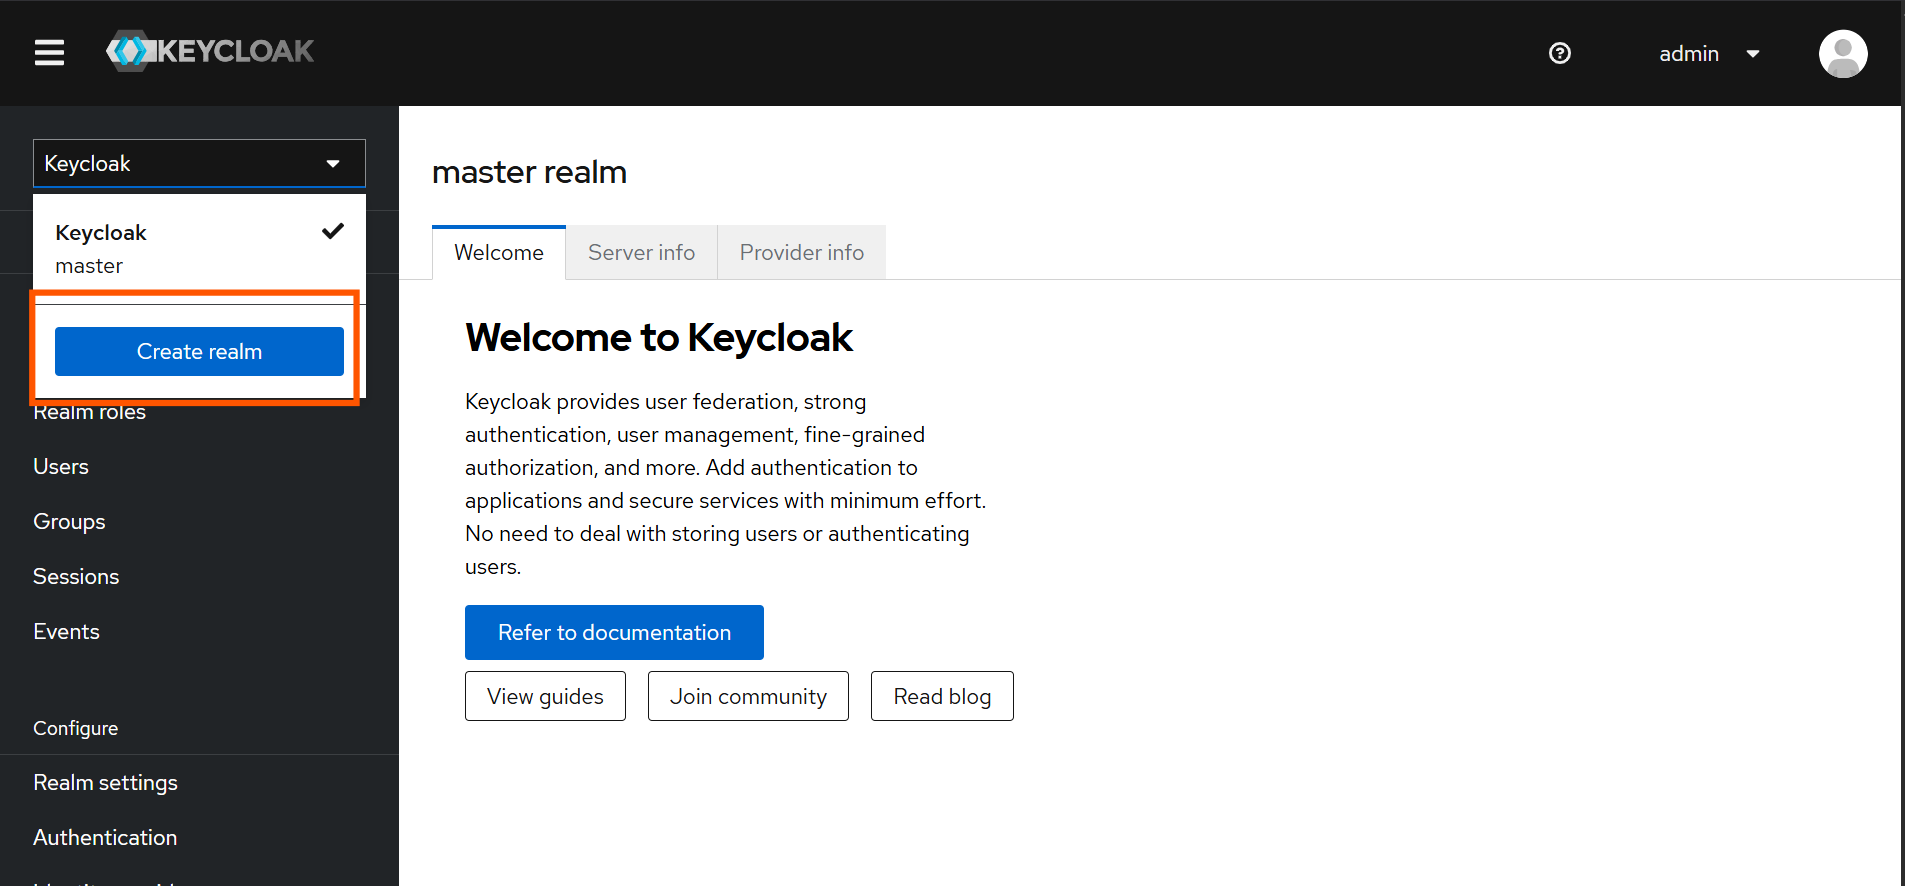 KEYCLOAK
admin
Keycloak
Keycloak
master
Create realm
Realm roles
Users
Groups
Sessions
Events
Configure
Realm settings
Authentication
master realm
Welcome
Server info
Provider info
Welcome to Keycloak
Keycloak provides user federation, strong
authentication, user management, fine-grained
authorization, and more. Add authentication to
applications and secure services with minimum effort.
No need to deal with storing users or authenticating
users.
Refer to documentation
View guides
Join community
Read blog